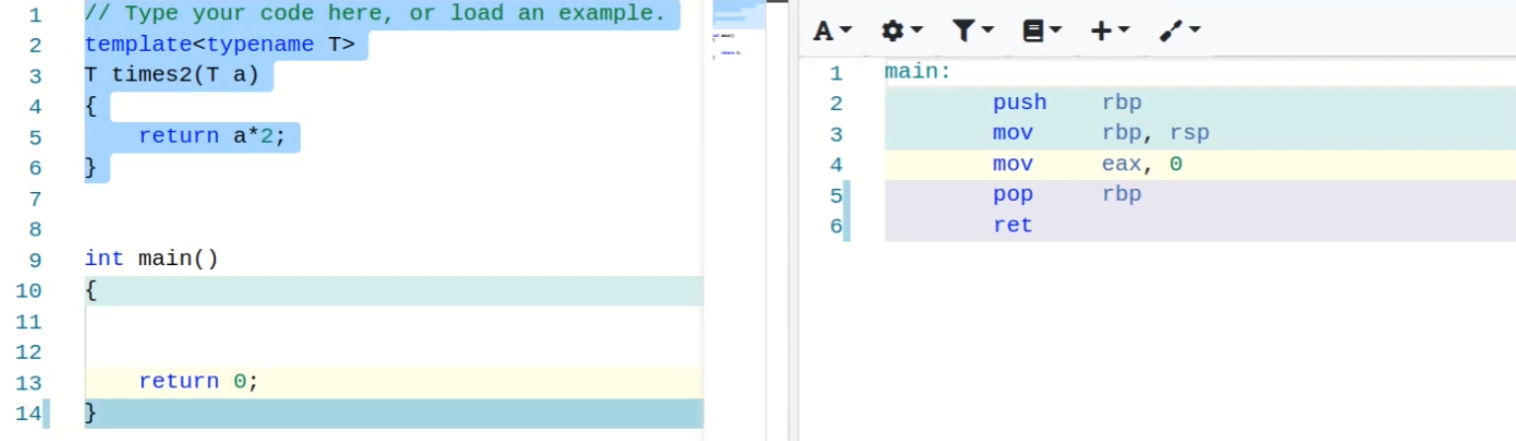 1 // Type your code here, or load an example.
2 template<typename T>
3 T times2(T a)
4 {
5     return a*2;
6 }
7
8
9 int main()
10 {
11
12
13     return 0;
14 }
A
1 main:
2         push    rbp
3         mov     rbp, rsp
4         mov     eax, 0
5         pop     rbp
6         ret